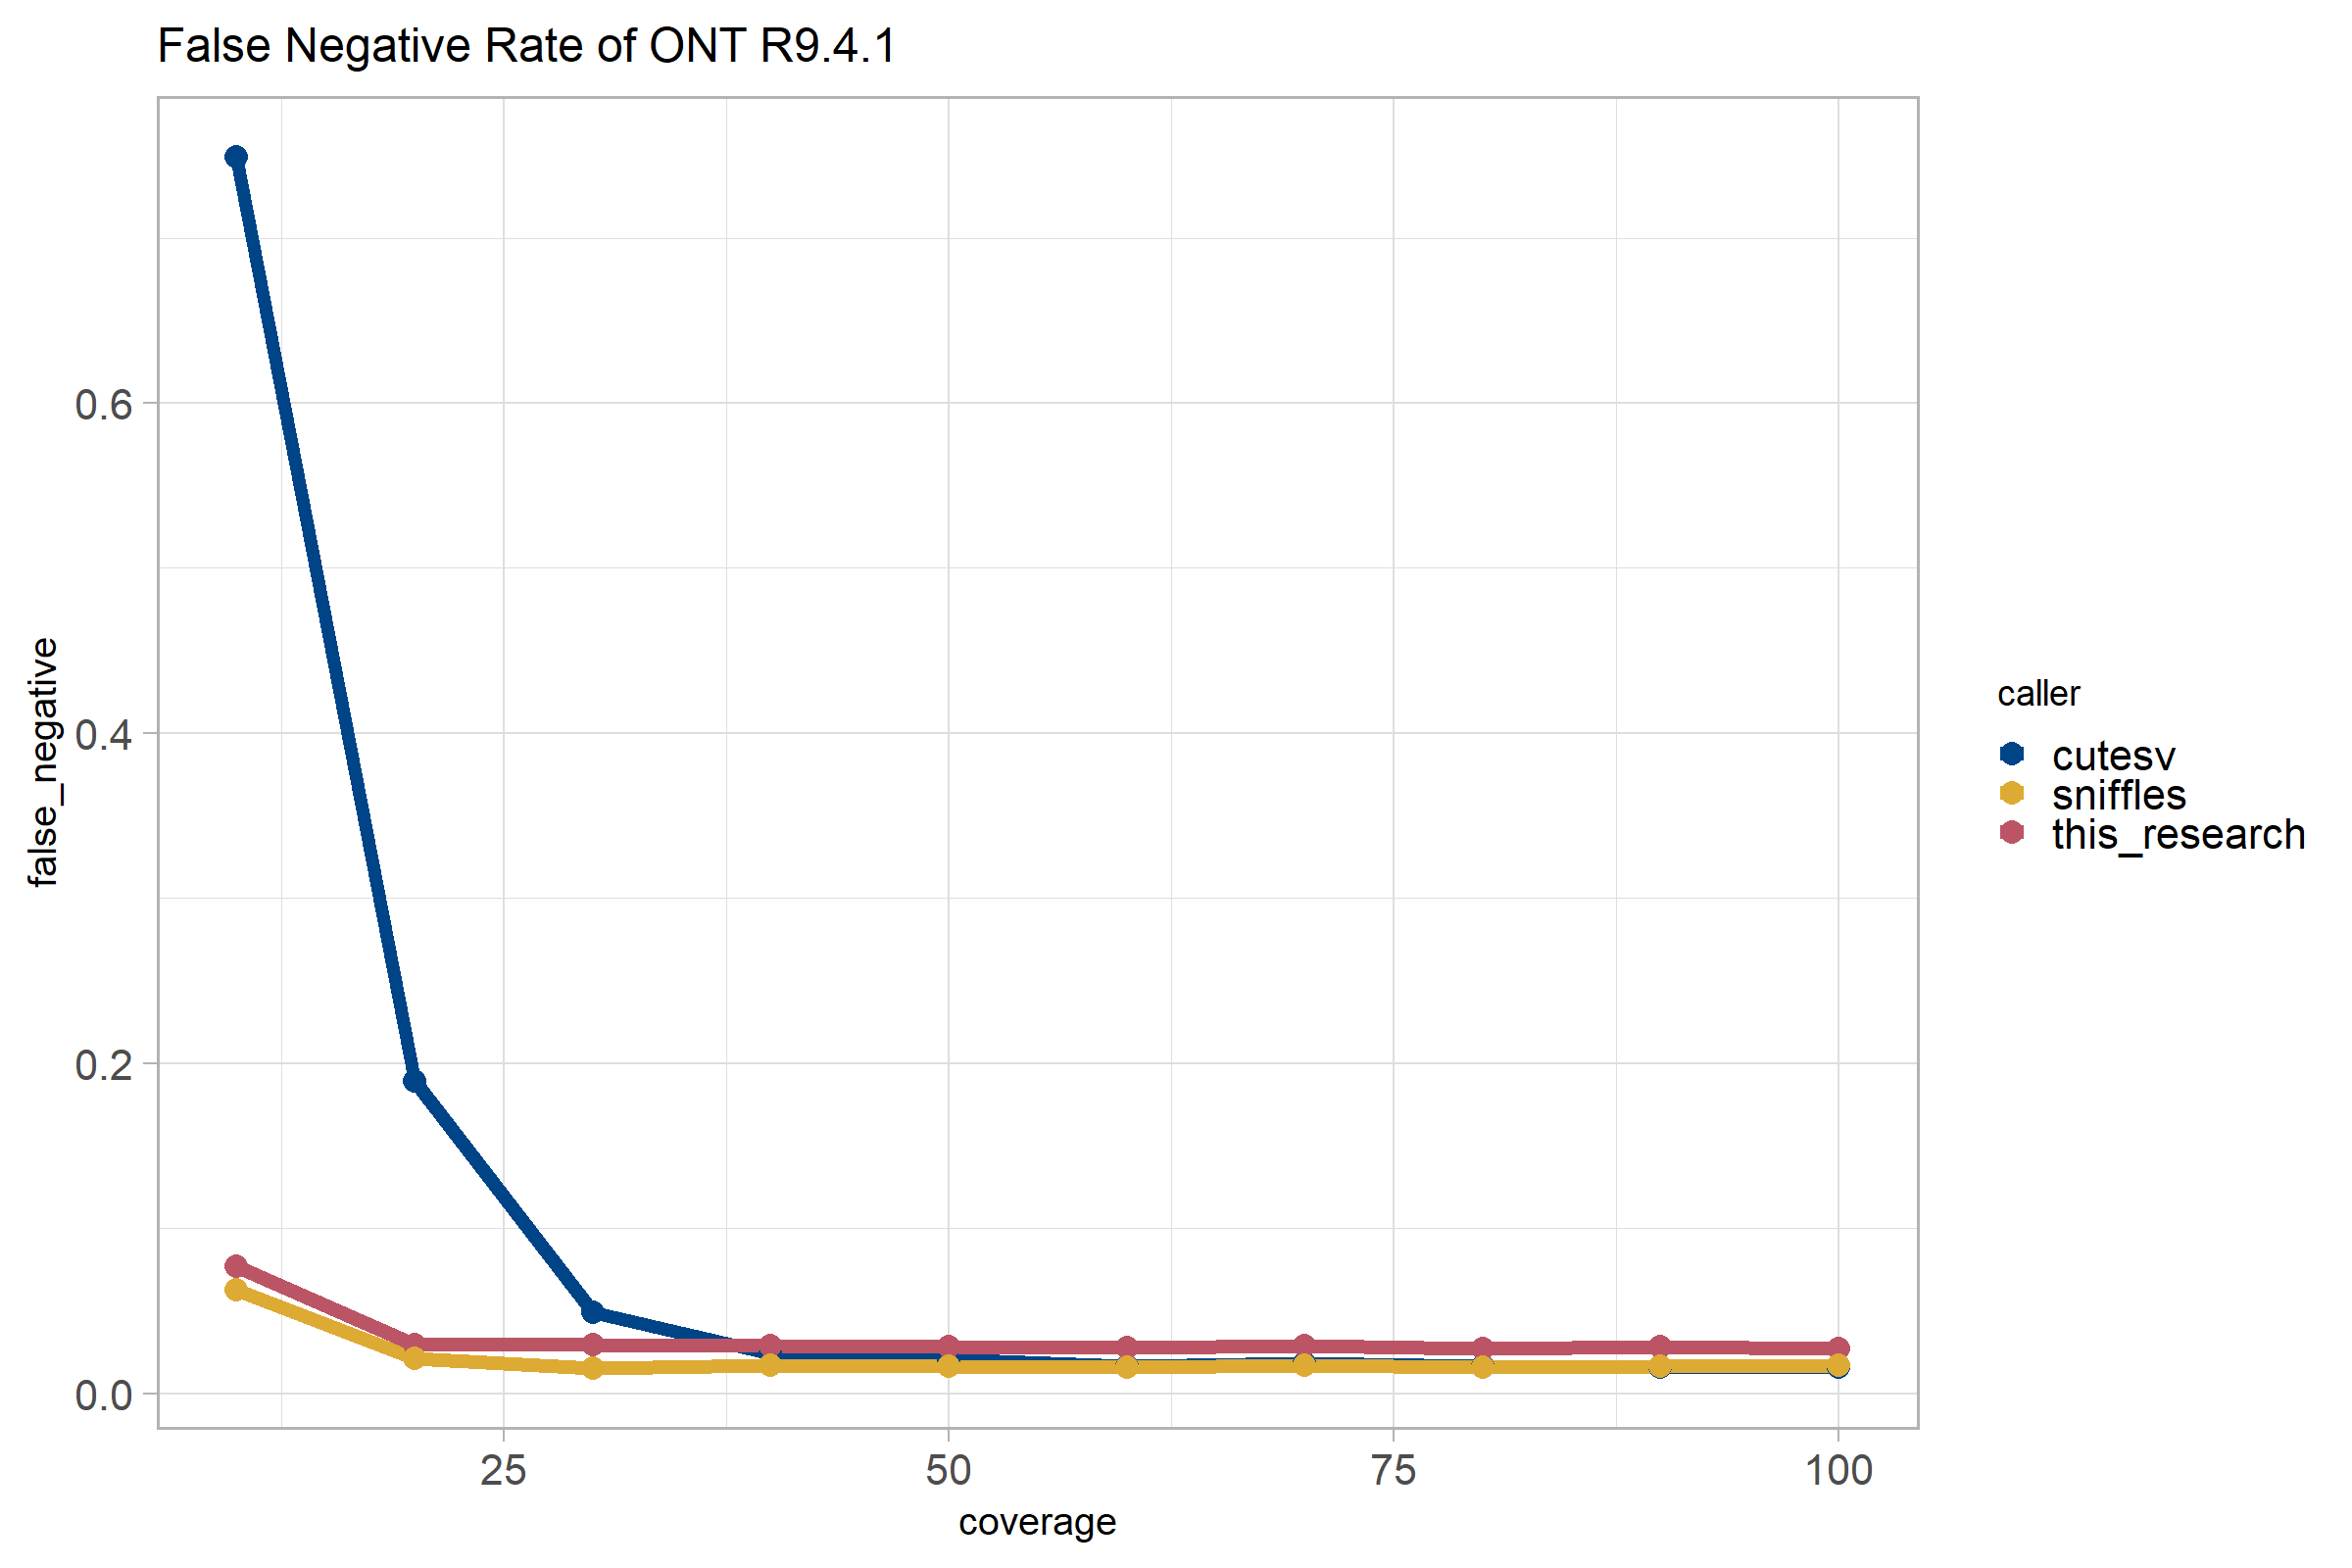 False Negative Rate of ONT R9.4.1
false_negative
0.6
0.4
0.2
0.0
25 50 75 100
coverage
caller
cutesv
sniffles
this_research